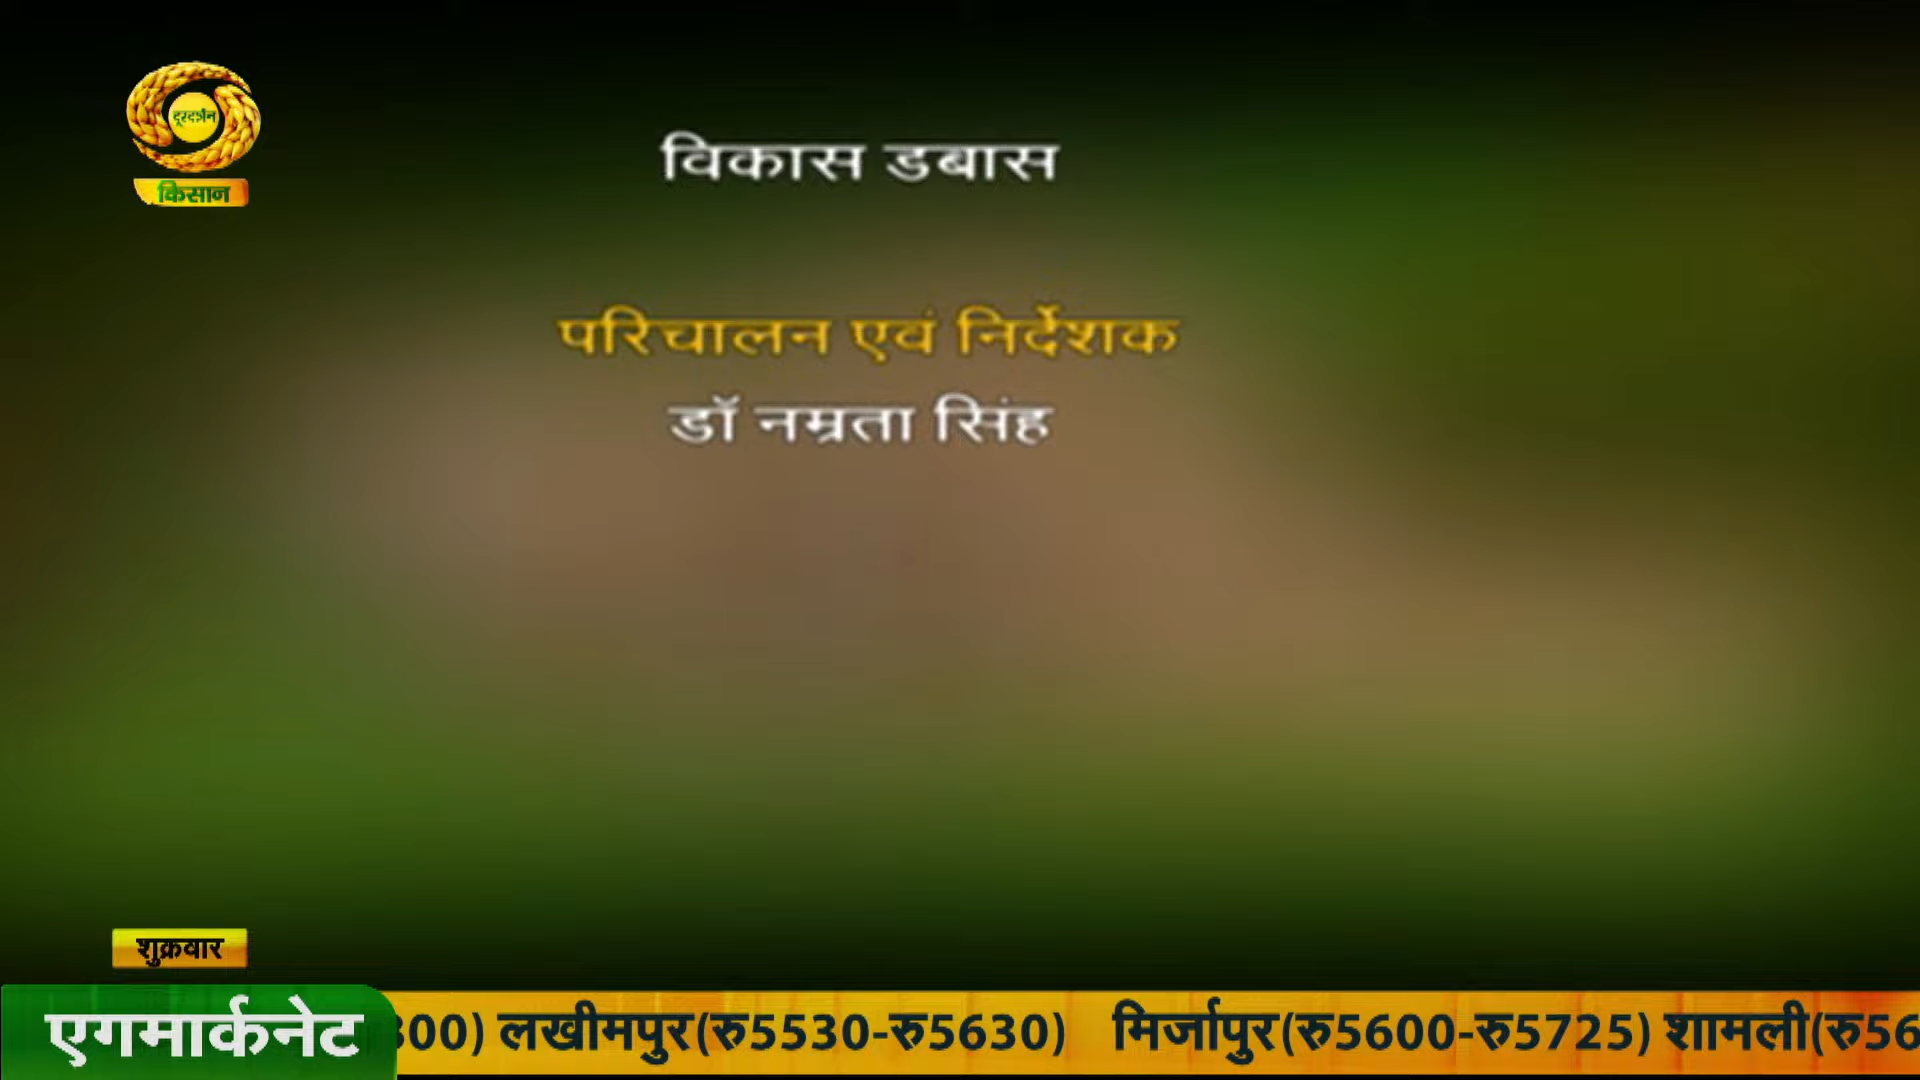 दूरदर्शन
किसान
विकास डबास
परिचालन एवं निर्देशक
डॉ नम्रता सिंह
शुक्रवार
एगमार्कनेट
300) लखीमपुर(रु5530-रु5630) मिर्जापुर(रु5600-रु5725) शामली(रु56